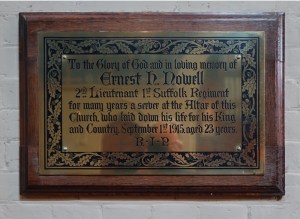 To the Glory of God and in loving memory of
Ernest H. Nowell
2nd Lieutenant 1st Suffolk Regiment
for many years a server at the Altar of this
Church, who laid down his life for his King
and Country September 1st 1915, aged 23 years.
R·I·P